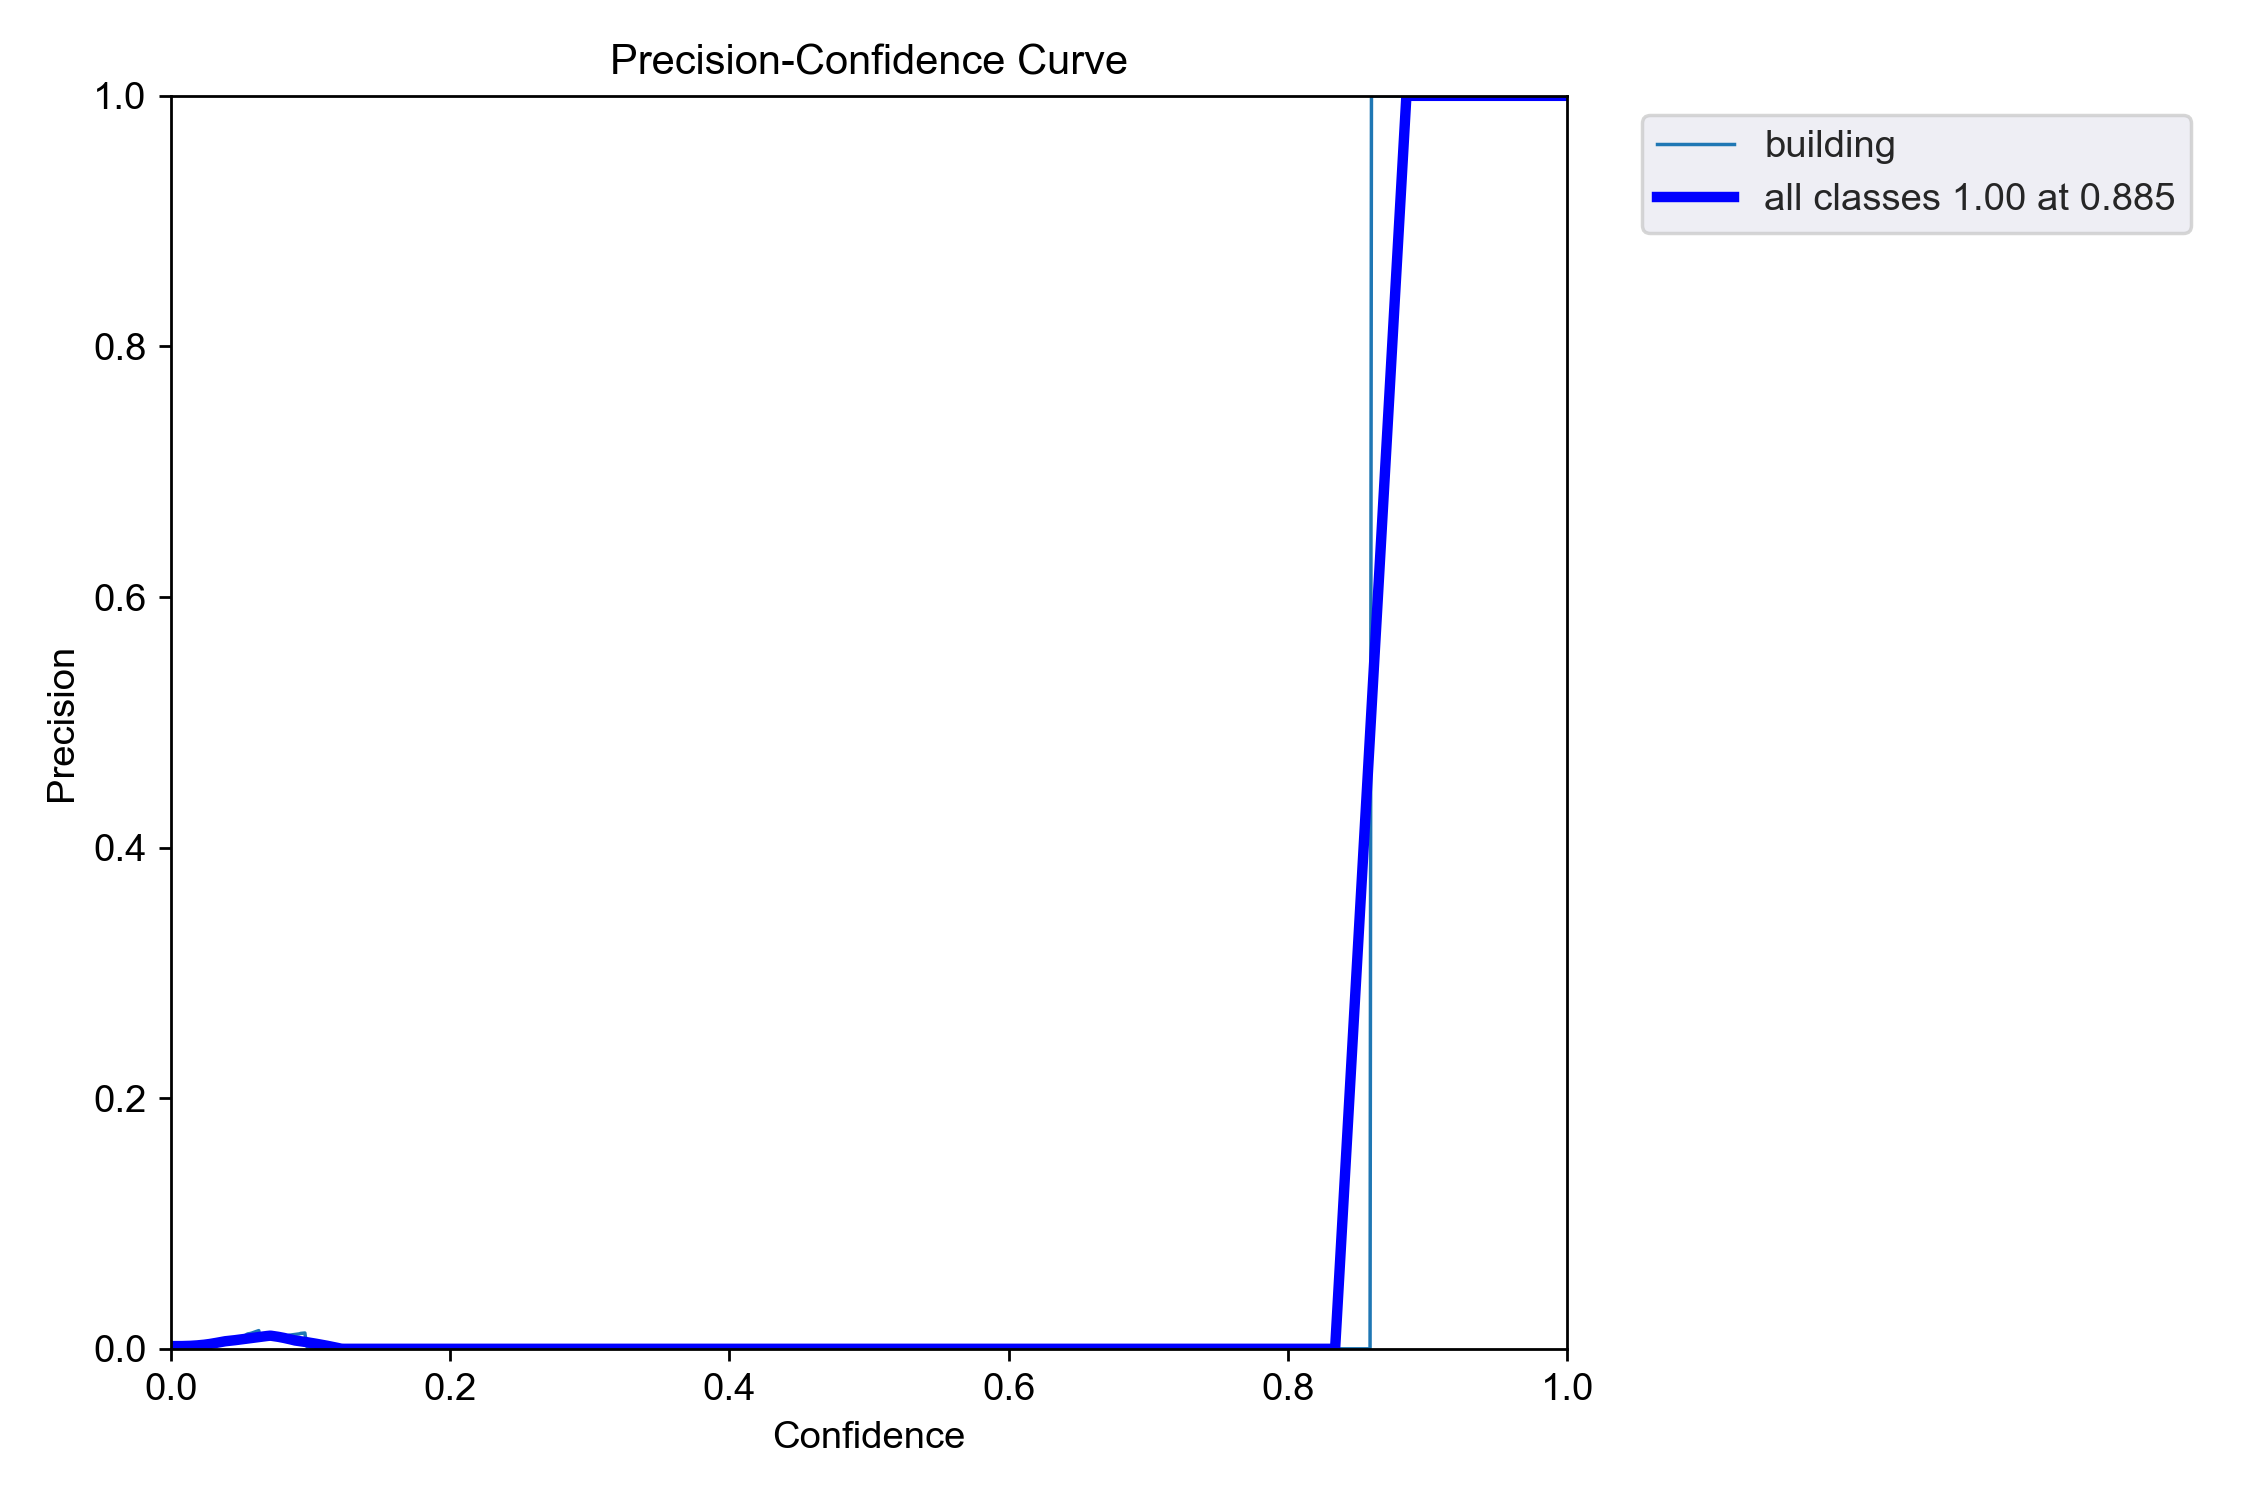 Precision-Confidence Curve
1.0
0.8
0.6
0.4
0.2
0.0
Precision
0.0 0.2 0.4 0.6 0.8 1.0
Confidence
building
all classes 1.00 at 0.885